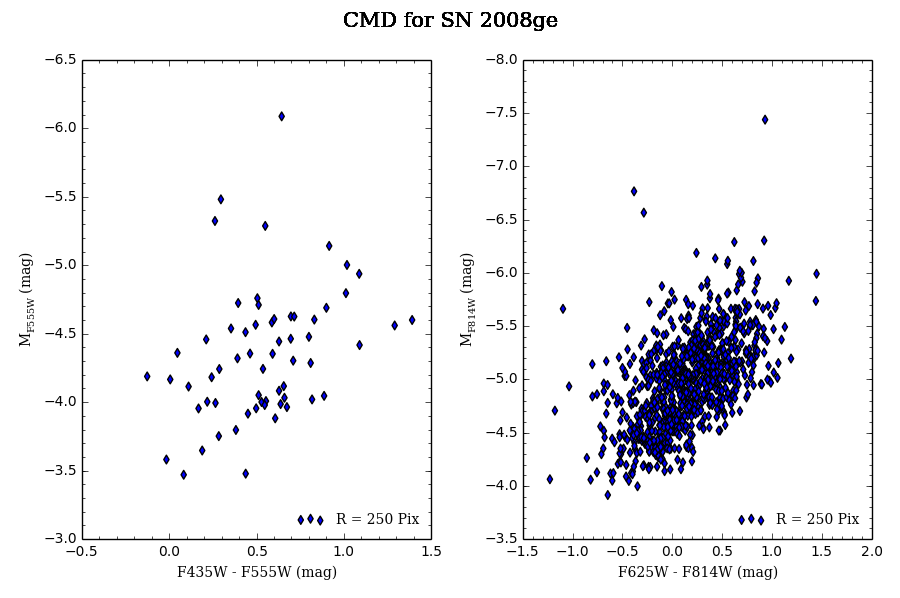 CMD for SN 2008ge
−6.5
−6.0
−5.5
−5.0
−4.5
−4.0
−3.5
−3.0
M_F555W (mag)
R = 250 Pix
−0.5 0.0 0.5 1.0 1.5
F435W - F555W (mag)
−8.0
−7.5
−7.0
−6.5
−6.0
−5.5
−5.0
−4.5
−4.0
−3.5
M_F814W (mag)
R = 250 Pix
−1.5 −1.0 −0.5 0.0 0.5 1.0 1.5 2.0
F625W - F814W (mag)